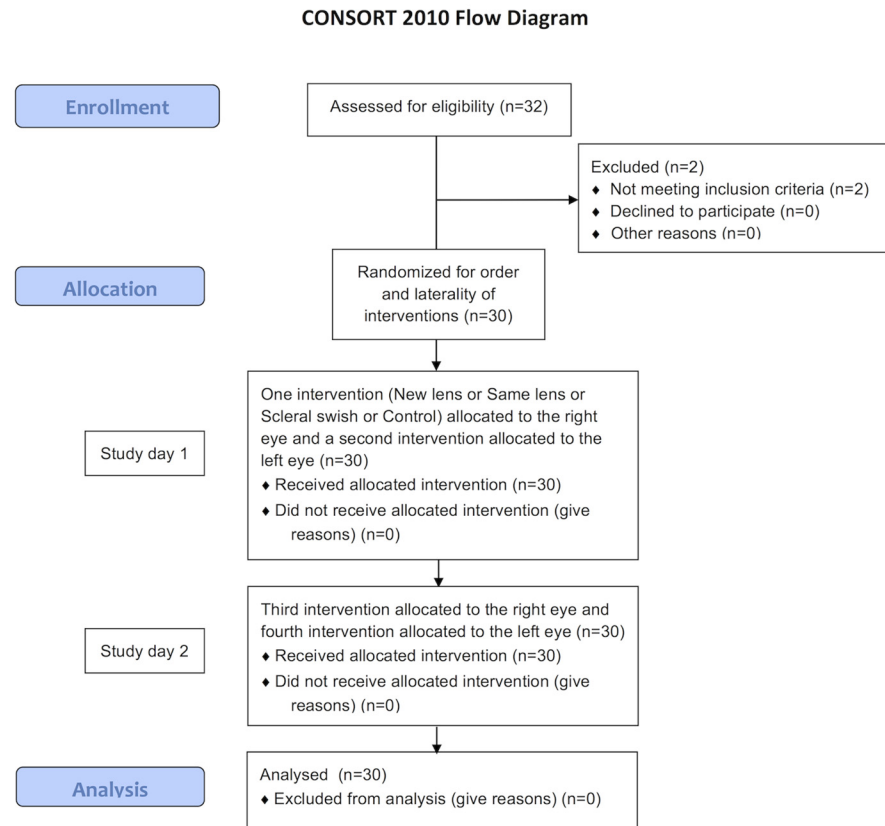 CONSORT 2010 Flow Diagram
Enrollment
Assessed for eligibility (n=32)
Excluded (n=2)
♦ Not meeting inclusion criteria (n=2)
♦ Declined to participate (n=0)
♦ Other reasons (n=0)
Allocation
Randomized for order
and laterality of
interventions (n=30)
Study day 1
One intervention (New lens or Same lens or
Scleral swish or Control) allocated to the right
eye and a second intervention allocated to the
left eye (n=30)
♦ Received allocated intervention (n=30)
♦ Did not receive allocated intervention (give
reasons) (n=0)
Study day 2
Third intervention allocated to the right eye and
fourth intervention allocated to the left eye (n=30)
♦ Received allocated intervention (n=30)
♦ Did not receive allocated intervention (give
reasons) (n=0)
Analysis
Analysed (n=30)
♦ Excluded from analysis (give reasons) (n=0)